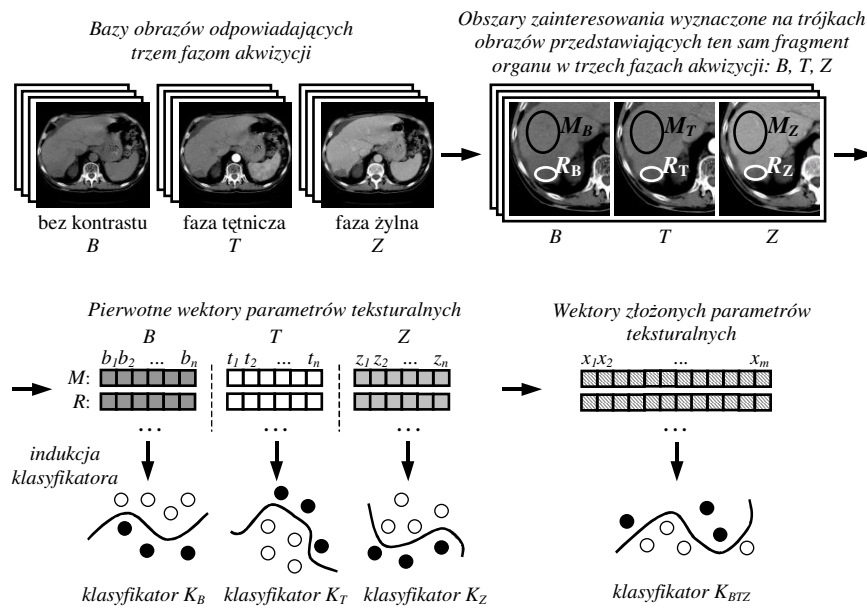 Bazy obrazów odpowiadających
trzem fazom akwizycji
bez kontrastu
B
faza tętnicza
T
faza żylna
Z
Obszary zainteresowania wyznaczone na trójkach
obrazów przedstawiających ten sam fragment
organu w trzech fazach akwizycji: B, T, Z
M_B M_T M_Z
R_B R_T R_Z
B T Z
Pierwotne wektory parametrów teksturalnych
B T Z
b_1 b_2 ... b_n t_1 t_2 ... t_n z_1 z_2 ... z_n
M:
R:
... ... ...
indukcja
klasyfikatora
klasyfikator K_B klasyfikator K_T klasyfikator K_Z
Wektory złożonych parametrów
teksturalnych
x_1 x_2 ... x_m
...
klasyfikator K_BTZ